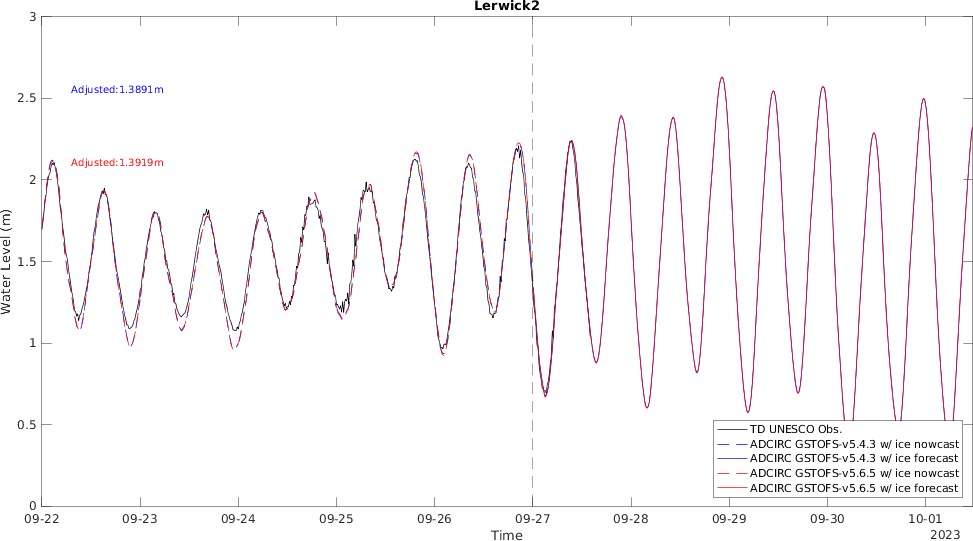 Lerwick2
3
2.5
2
1.5
1
0.5
0
Water Level (m)
Adjusted:1.3891m
Adjusted:1.3919m
TD UNESCO Obs.
ADCIRC GSTOFS-v5.4.3 w/ ice nowcast
ADCIRC GSTOFS-v5.4.3 w/ ice forecast
ADCIRC GSTOFS-v5.6.5 w/ ice nowcast
ADCIRC GSTOFS-v5.6.5 w/ ice forecast
09-22 09-23 09-24 09-25 09-26 09-27 09-28 09-29 09-30 10-01
Time
2023